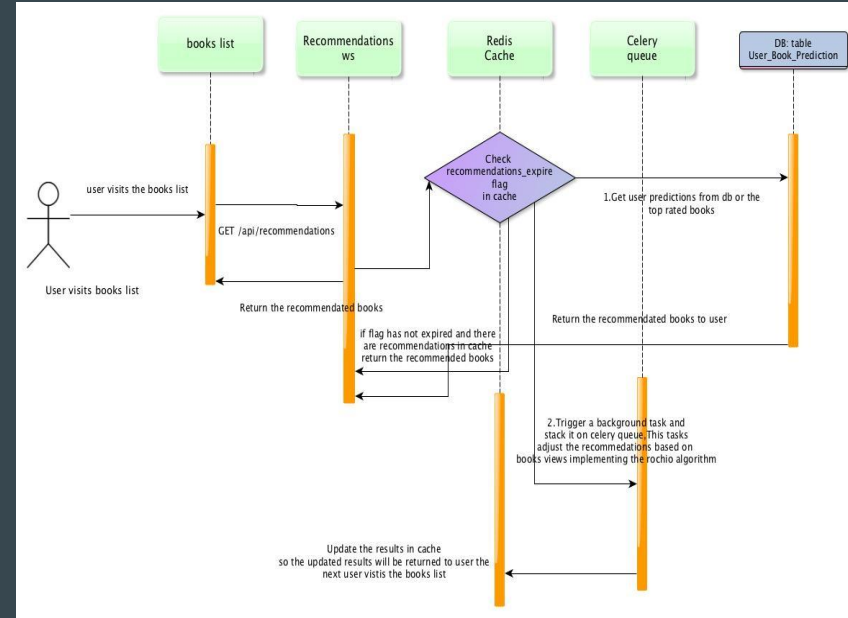 books list
Recommendations
ws
Redis
Cache
Celery
queue
DB: table
User_Book_Prediction
Check
recommendations_expire
flag
in cache
user visits the books list
1.Get user predictions from db or the
top rated books
GET /api/recommendations
User visits books list
Return the recommendated books
Return the recommendated books to user
if flag has not expired and there
are recommendations in cache
return the recommended books
2.Trigger a background task and
stack it on celery queue,This tasks
adjust the recommedations based on
books views implementing the rochio algorithm
Update the results in cache
so the updated results will be returned to user the
next user vistis the books list